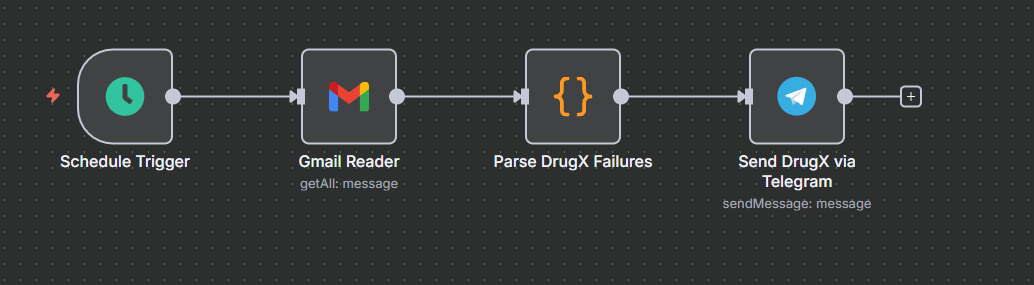 Schedule Trigger
Gmail Reader
getAll: message
Parse DrugX Failures
Send DrugX via
Telegram
sendMessage: message